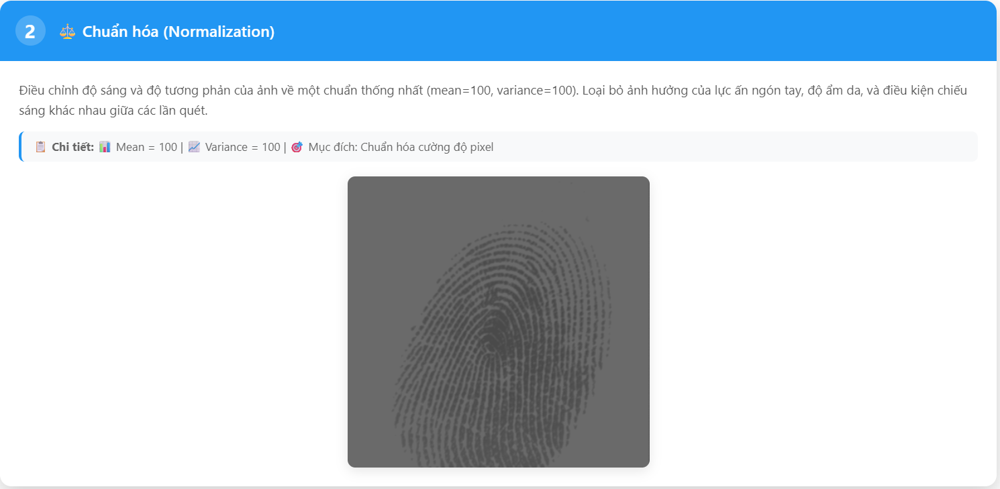 2 ⚖️ Chuẩn hóa (Normalization)
Điều chỉnh độ sáng và độ tương phản của ảnh về một chuẩn thống nhất (mean=100, variance=100). Loại bỏ ảnh hưởng của lực ấn ngón tay, độ ẩm da, và điều kiện chiếu
sáng khác nhau giữa các lần quét.
📋 Chi tiết: 📊 Mean = 100 | 📈 Variance = 100 | 🎯 Mục đích: Chuẩn hóa cường độ pixel